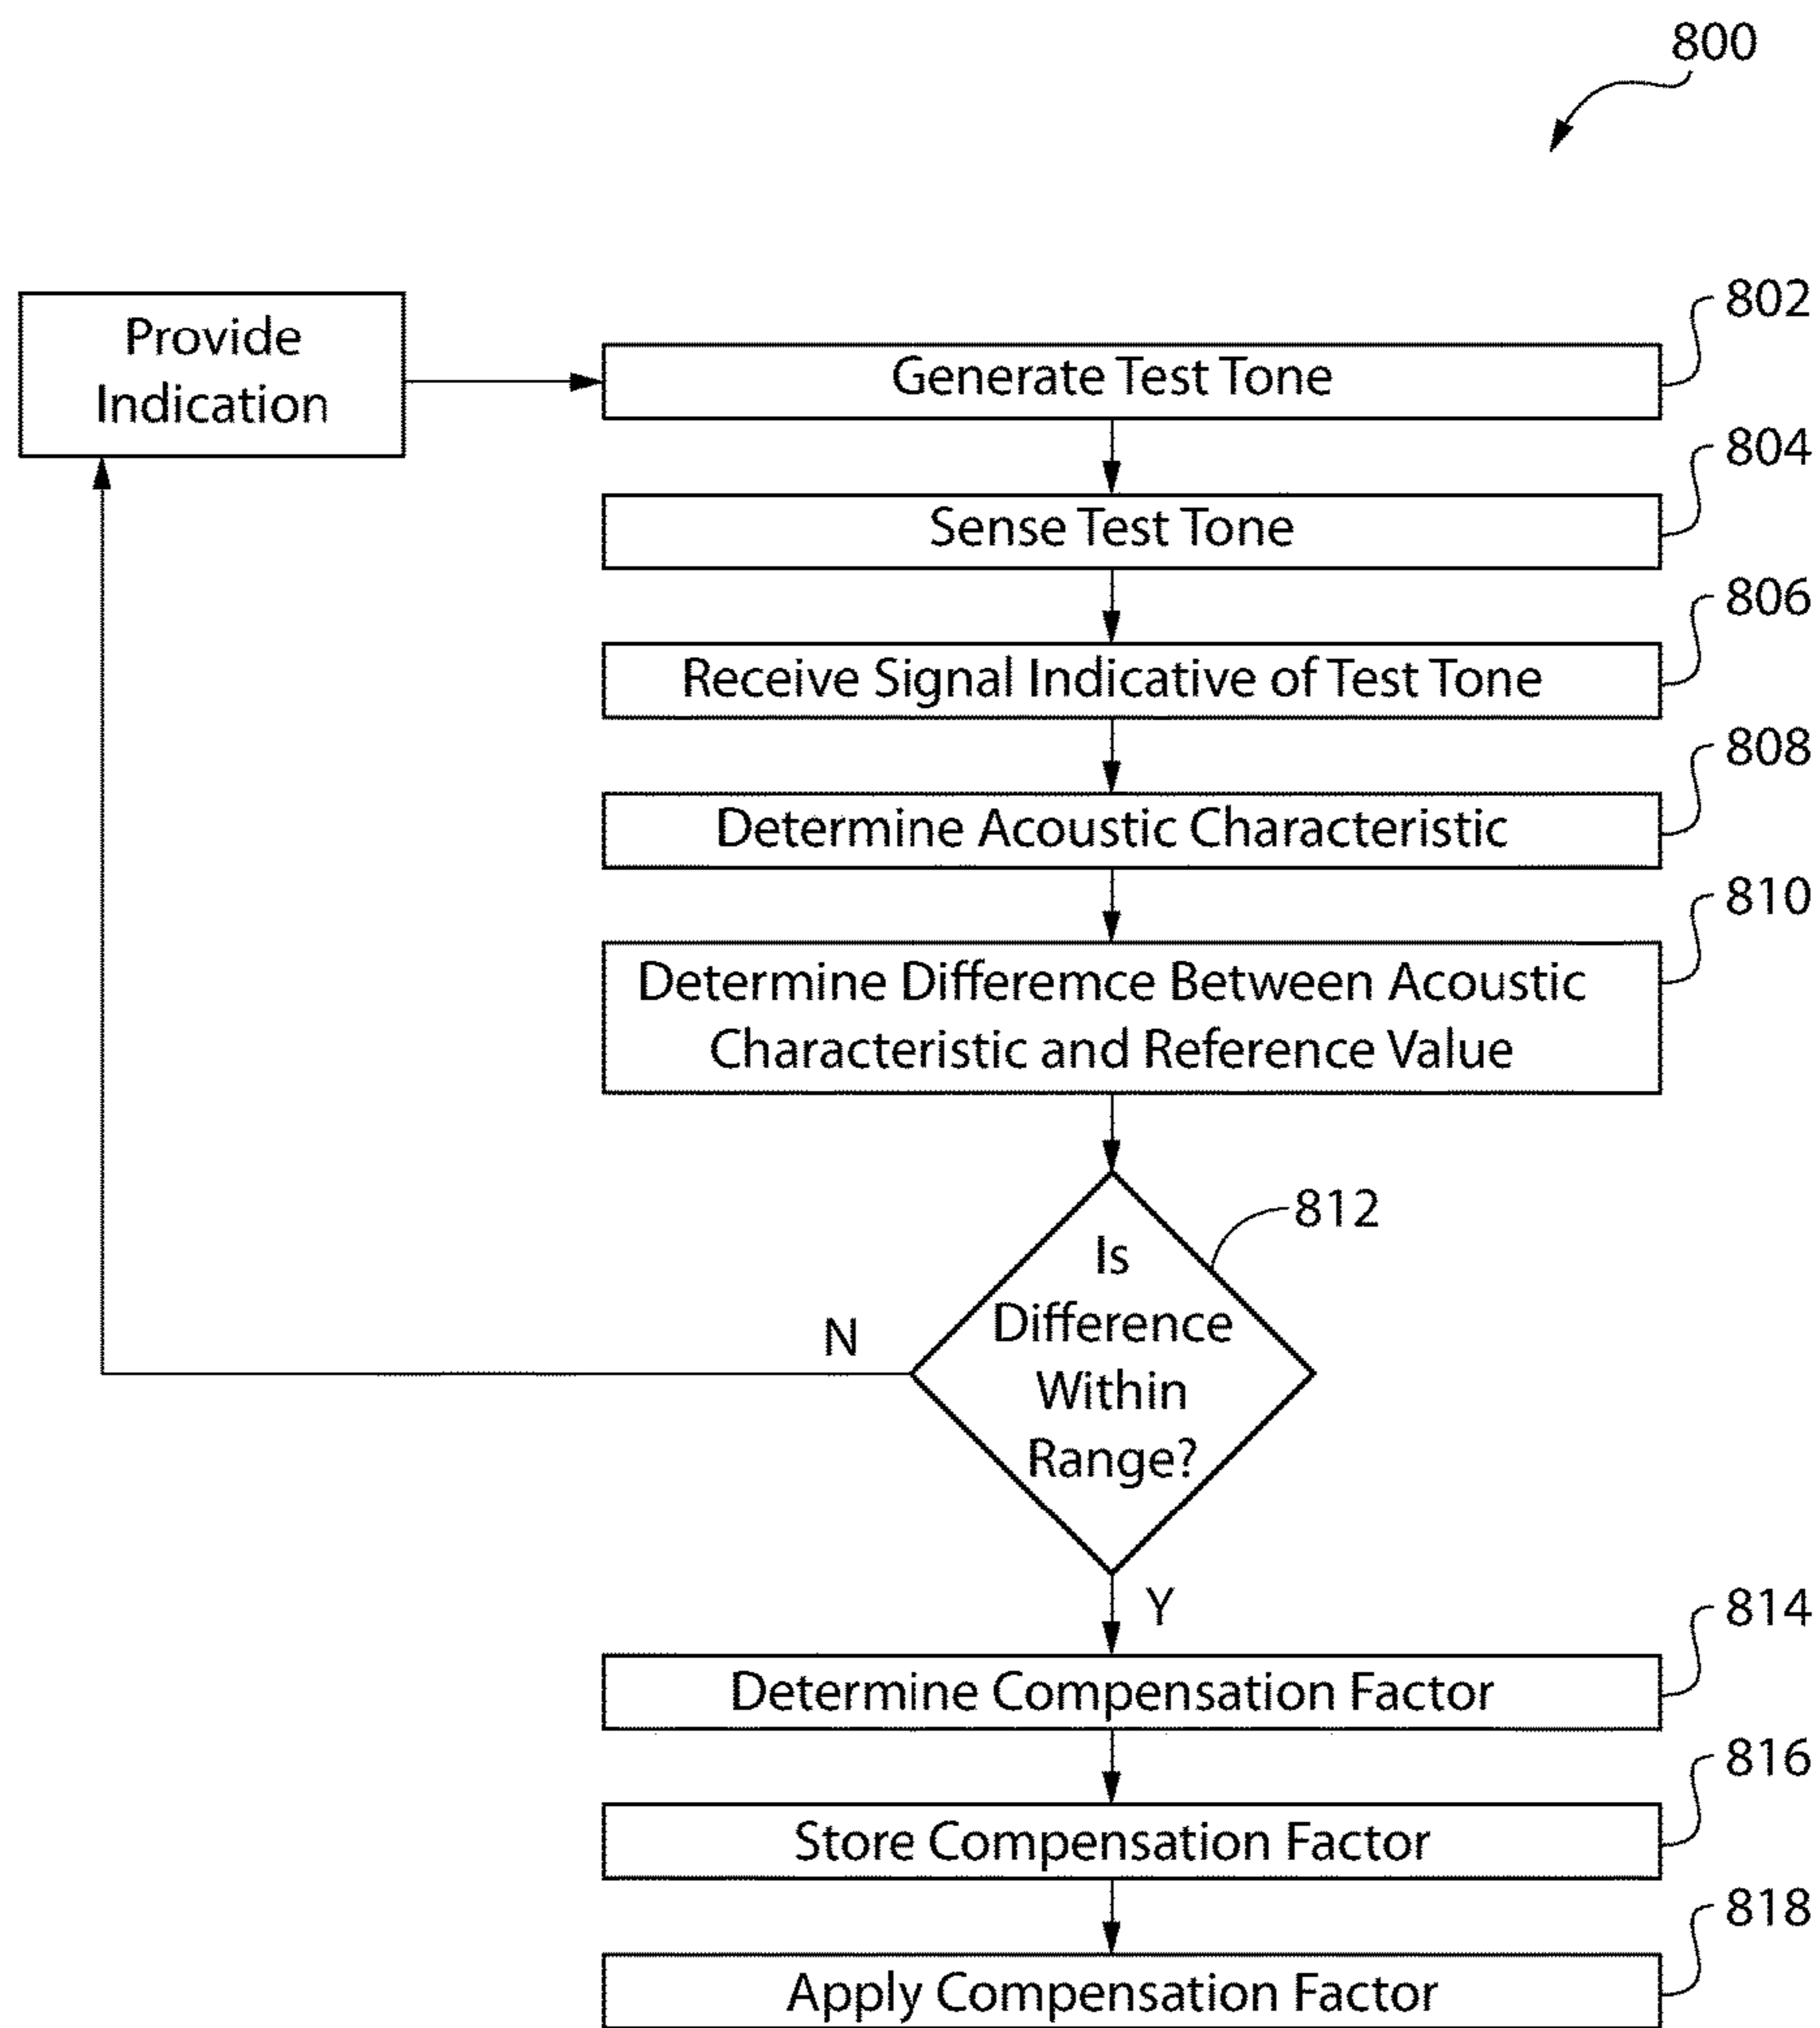 800
Provide
Indication
802
Generate Test Tone
804
Sense Test Tone
806
Receive Signal Indicative of Test Tone
808
Determine Acoustic Characteristic
810
Determine Differemce Between Acoustic
Characteristic and Reference Value
812
Is
Difference
Within
Range?
N
Y
814
Determine Compensation Factor
816
Store Compensation Factor
818
Apply Compensation Factor